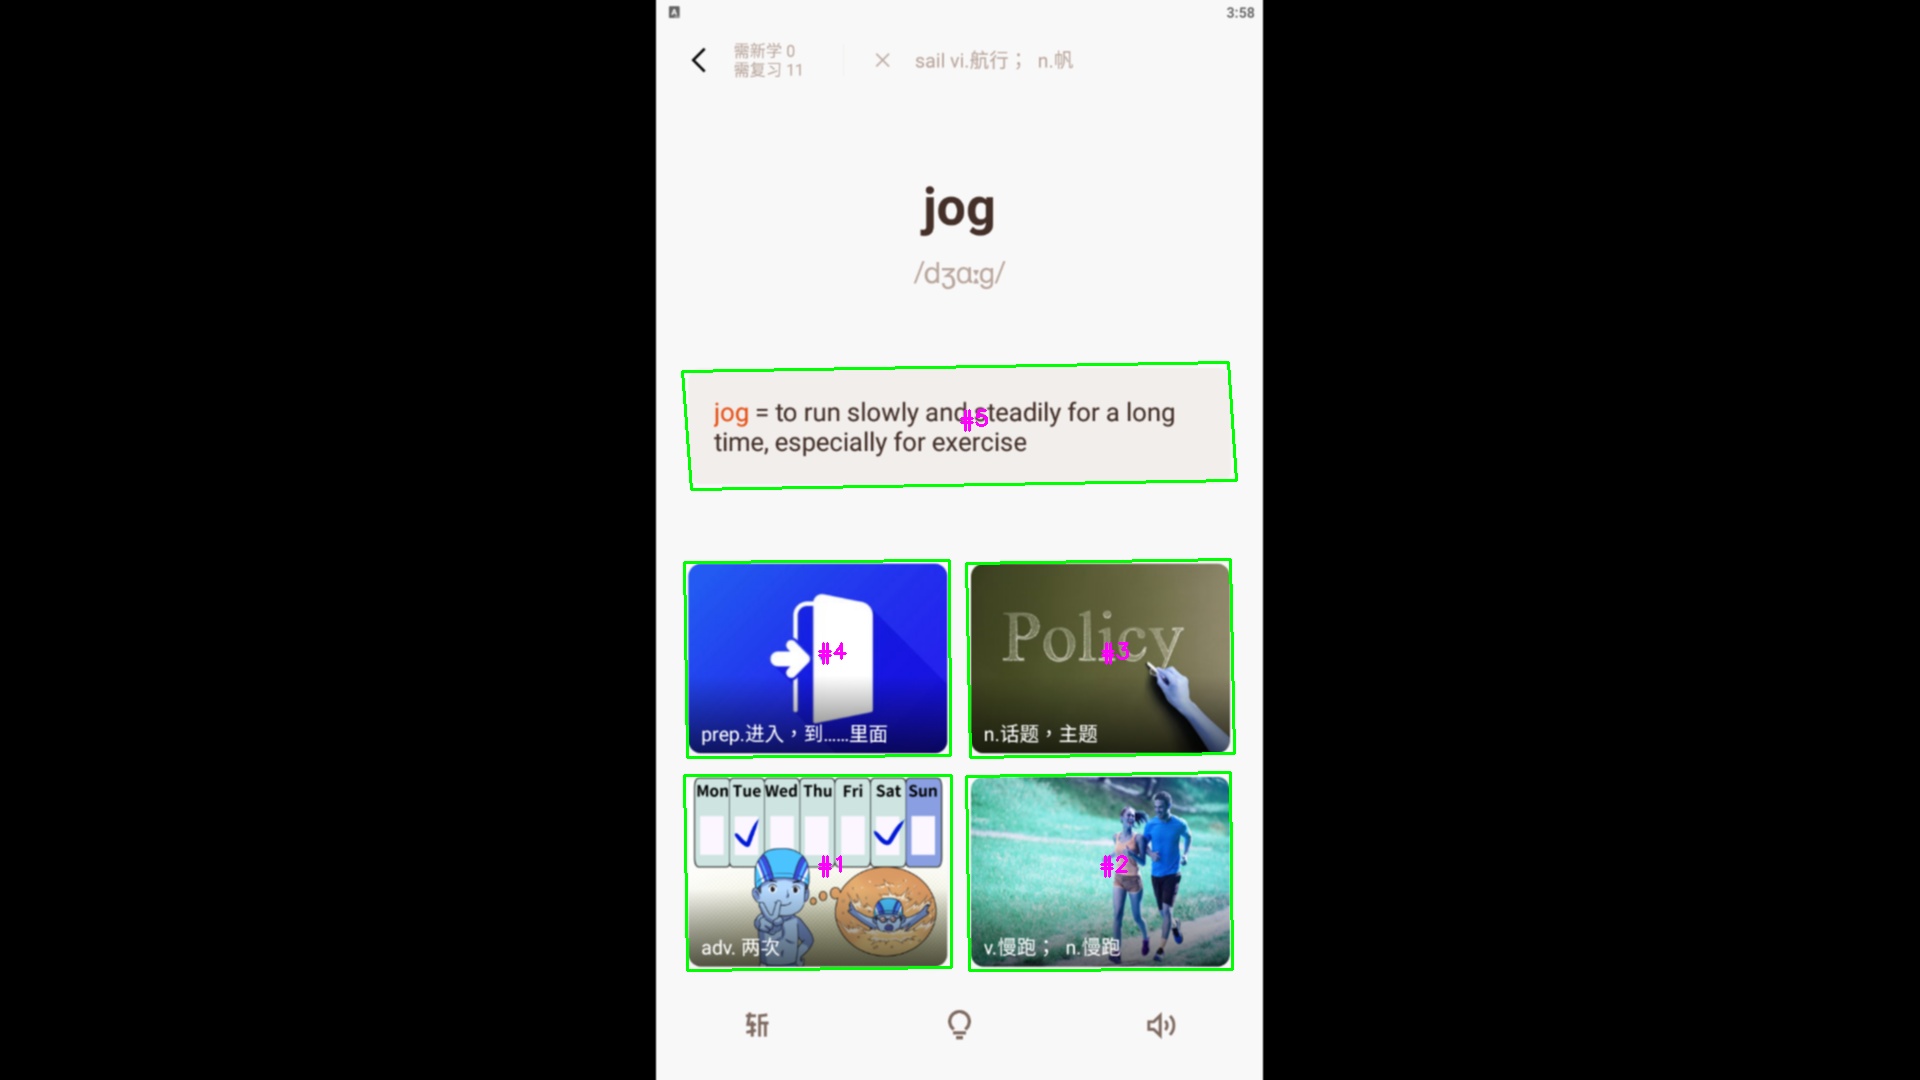 A
3:58
需新学 0
需复习 11
sail vi.航行； n.帆
jog
/dʒɑːg/
jog = to run slowly and steadily for a long
time, especially for exercise
#5
Policy
#4
#3
prep.进入，到……里面
n.话题，主题
Mon Tue Wed Thu Fri Sat Sun
#1
#2
adv. 两次
v.慢跑； n.慢跑
斩